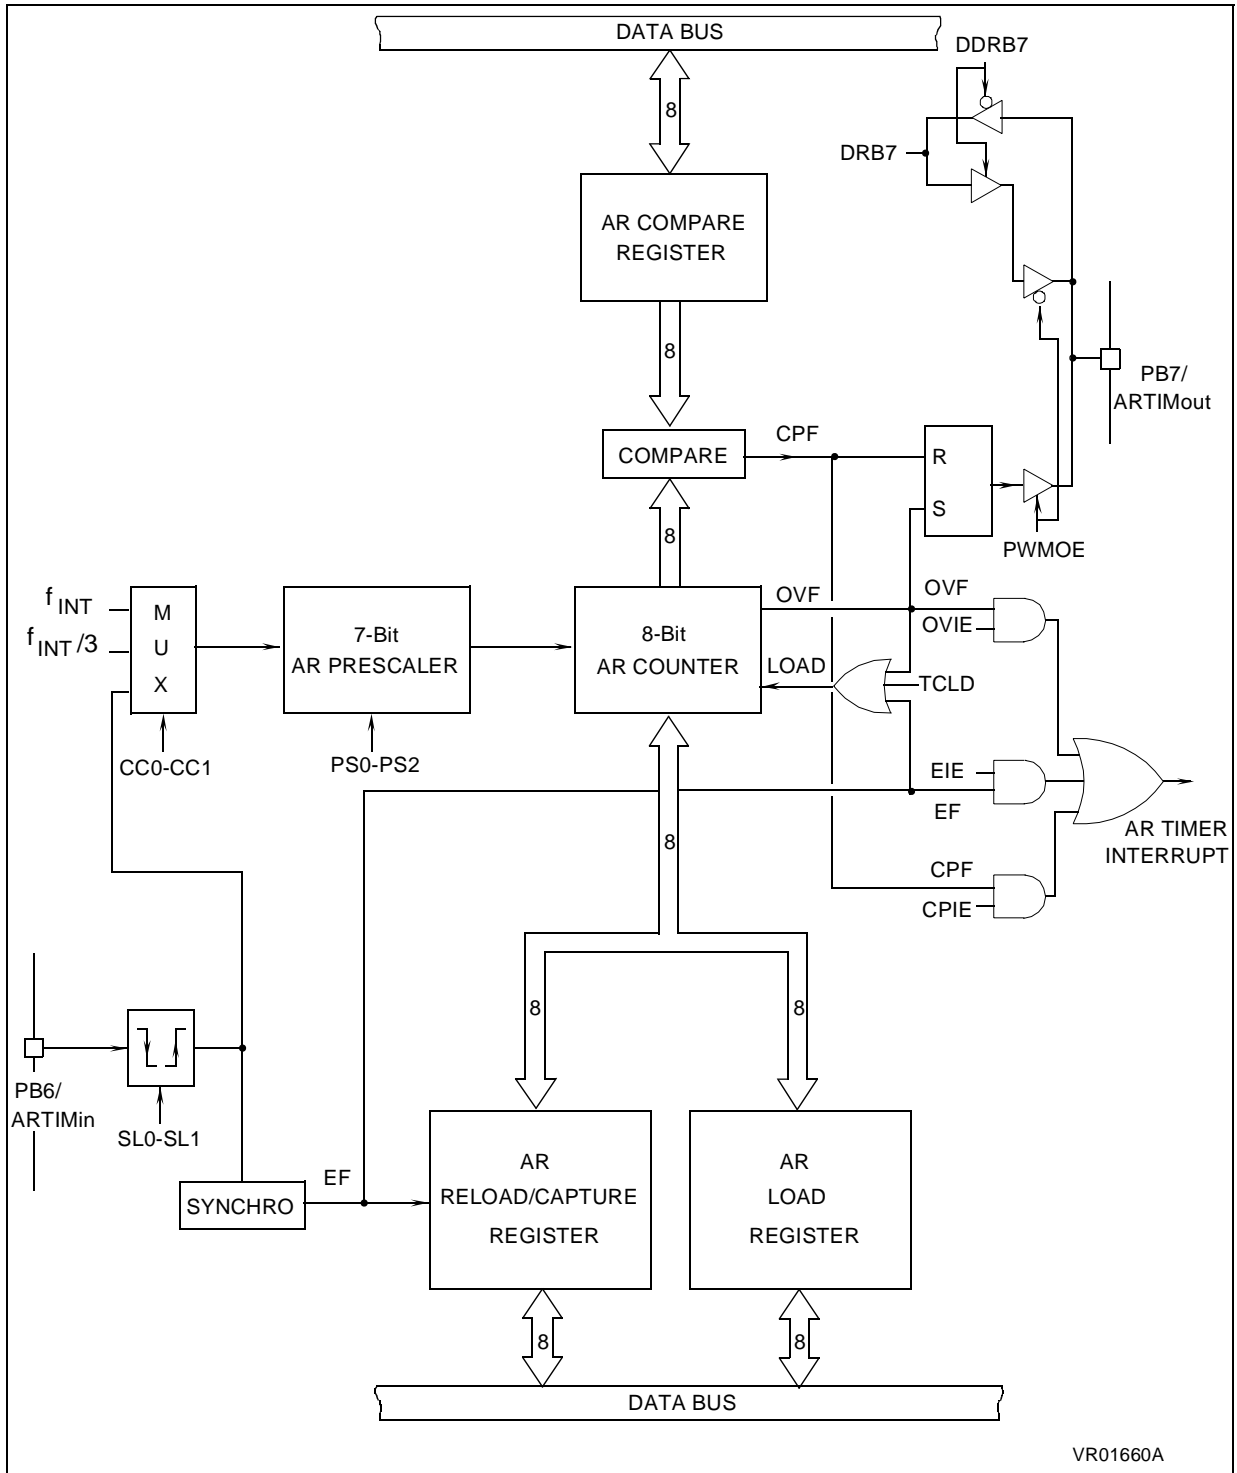 DATA BUS
DDRB7
8
DRB7
AR COMPARE
REGISTER
8
PB7/
ARTIMout
CPF
COMPARE
R
S
8
PWMOE
f INT
f INT /3
M
U
X
7-Bit
AR PRESCALER
8-Bit
AR COUNTER
OVF
OVF
OVIE
LOAD
TCLD
CC0-CC1
PS0-PS2
EIE
EF
AR TIMER
INTERRUPT
8
CPF
CPIE
8
8
PB6/
ARTIMin
SL0-SL1
SYNCHRO
EF
AR
RELOAD/CAPTURE
REGISTER
AR
LOAD
REGISTER
8
8
DATA BUS
VR01660A